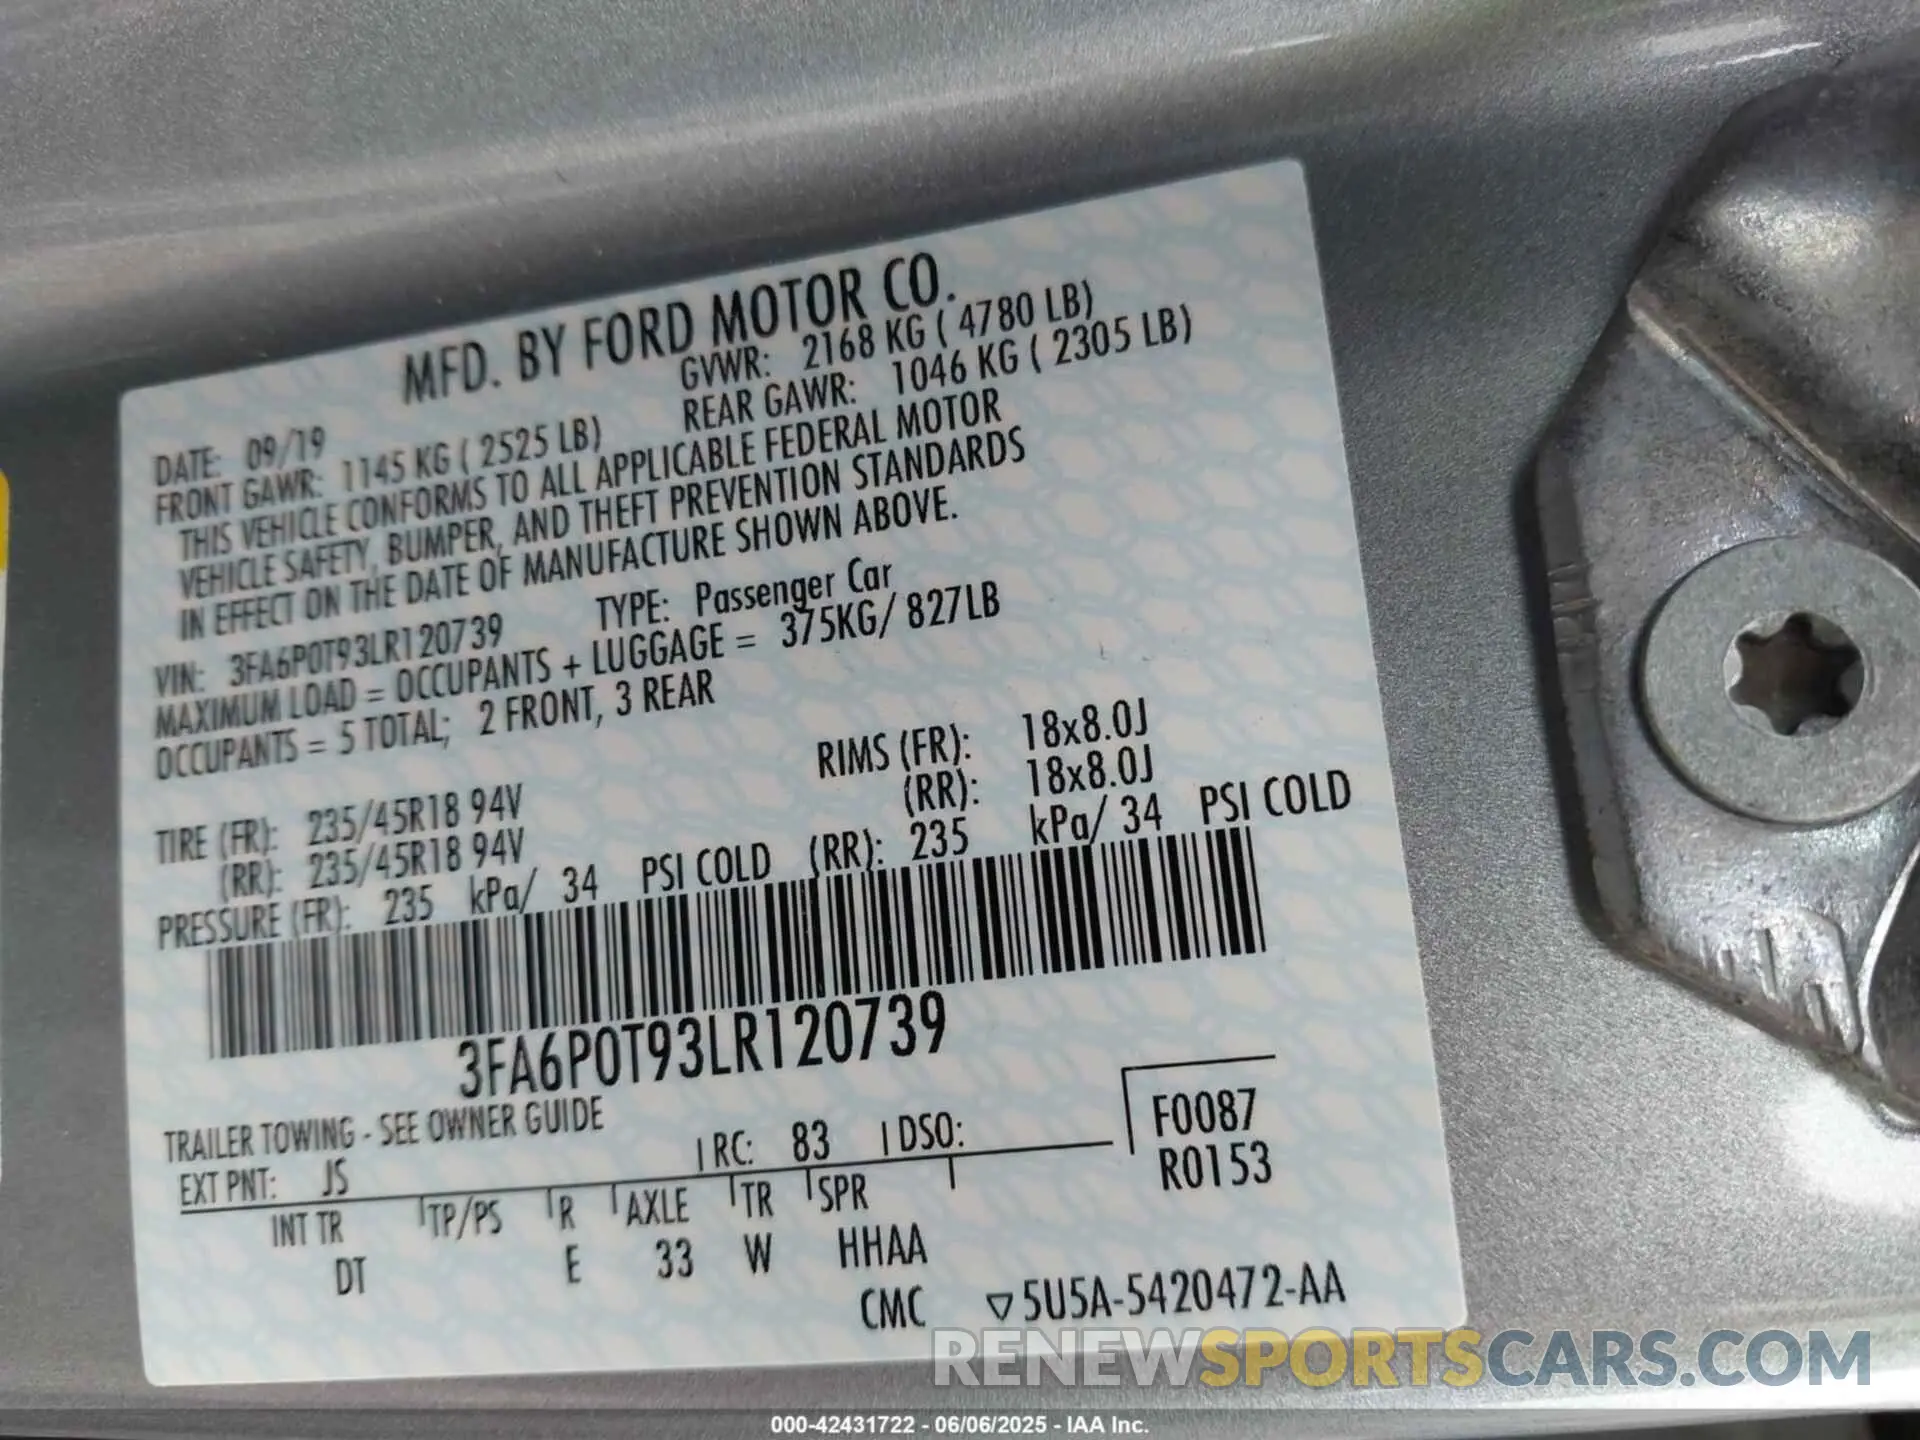 MFD. BY FORD MOTOR CO.
DATE: 09/19 GVWR: 2168 KG ( 4780 LB)
FRONT GAWR: 1145 KG ( 2525 LB) REAR GAWR: 1046 KG ( 2305 LB)
THIS VEHICLE CONFORMS TO ALL APPLICABLE FEDERAL MOTOR
VEHICLE SAFETY, BUMPER, AND THEFT PREVENTION STANDARDS
IN EFFECT ON THE DATE OF MANUFACTURE SHOWN ABOVE.
VIN: 3FA6P0T93LR120739 TYPE: Passenger Car
MAXIMUM LOAD = OCCUPANTS + LUGGAGE = 375KG/ 827LB
OCCUPANTS = 5 TOTAL; 2 FRONT, 3 REAR
TIRE (FR): 235/45R18 94V RIMS (FR): 18x8.0J
(RR): 235/45R18 94V (RR): 18x8.0J
PRESSURE (FR): 235 kPa/ 34 PSI COLD (RR): 235 kPa/ 34 PSI COLD
3FA6P0T93LR120739
TRAILER TOWING - SEE OWNER GUIDE
EXT PNT: JS RC: 83 DSO: F0087
R0153
INT TR TP/PS R AXLE TR SPR
DT E 33 W HHAA
CMC ▽5U5A-5420472-AA
RENEWSPORTSCARS.COM
000-42431722 - 06/06/2025 - IAA Inc.